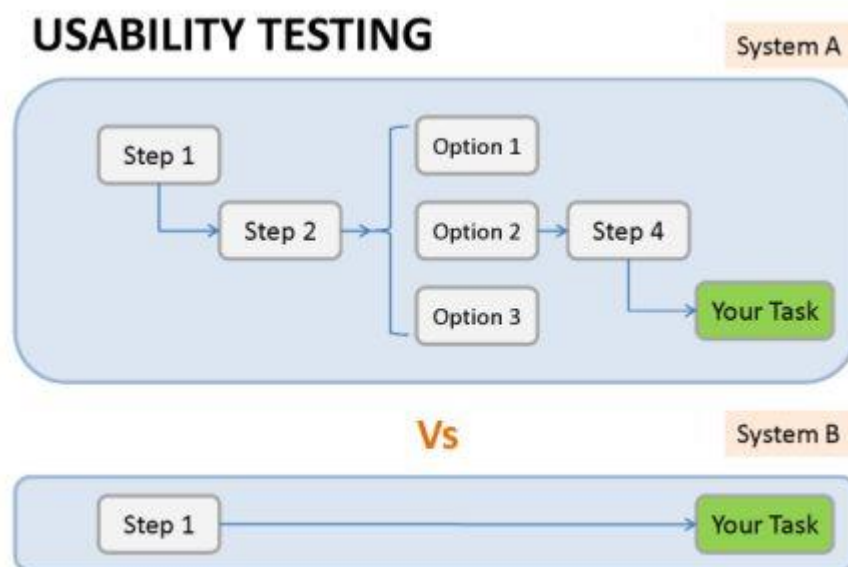 USABILITY TESTING
System A
Step 1
Option 1
Step 2
Option 2
Step 4
Option 3
Your Task
Vs
System B
Step 1
Your Task